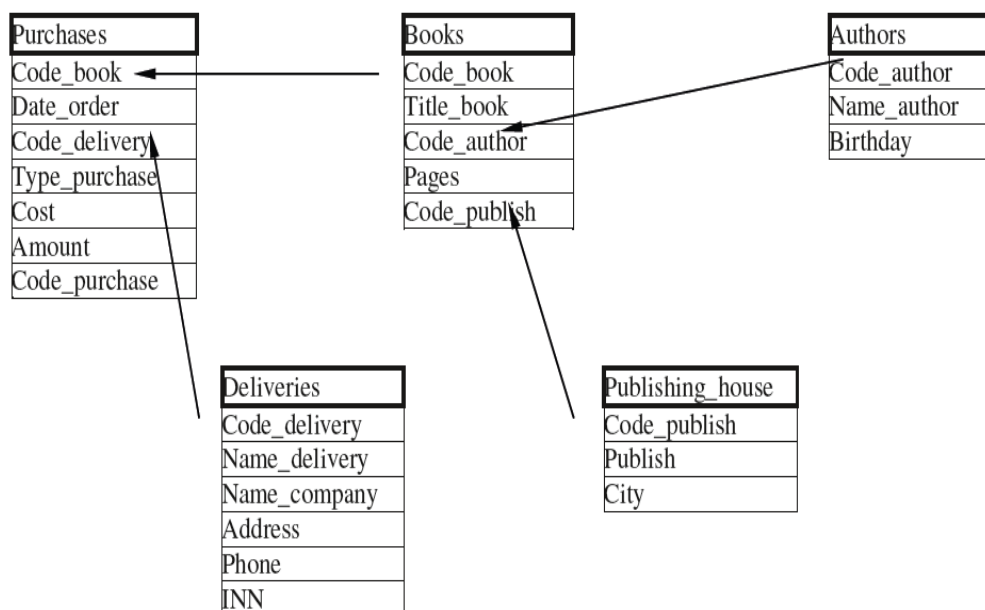 Purchases
Code_book
Date_order
Code_delivery
Type_purchase
Cost
Amount
Code_purchase
Books
Code_book
Title_book
Code_author
Pages
Code_publish
Authors
Code_author
Name_author
Birthday
Deliveries
Code_delivery
Name_delivery
Name_company
Address
Phone
INN
Publishing_house
Code_publish
Publish
City